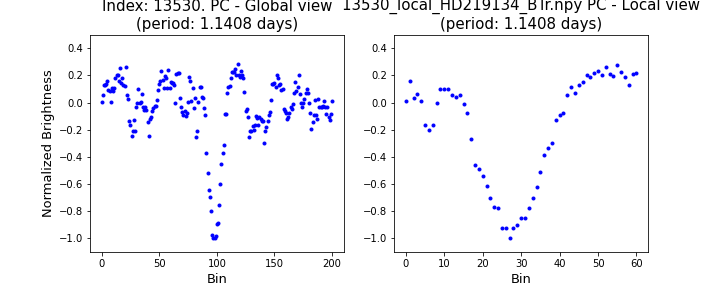 Index: 13530. PC - Global view
(period: 1.1408 days)
13530_local_HD219134_BTr.npy PC - Local view
(period: 1.1408 days)
Normalized Brightness
0.4
0.2
0.0
−0.2
−0.4
−0.6
−0.8
−1.0
0 50 100 150 200
Bin
0.4
0.2
0.0
−0.2
−0.4
−0.6
−0.8
−1.0
0 10 20 30 40 50 60
Bin